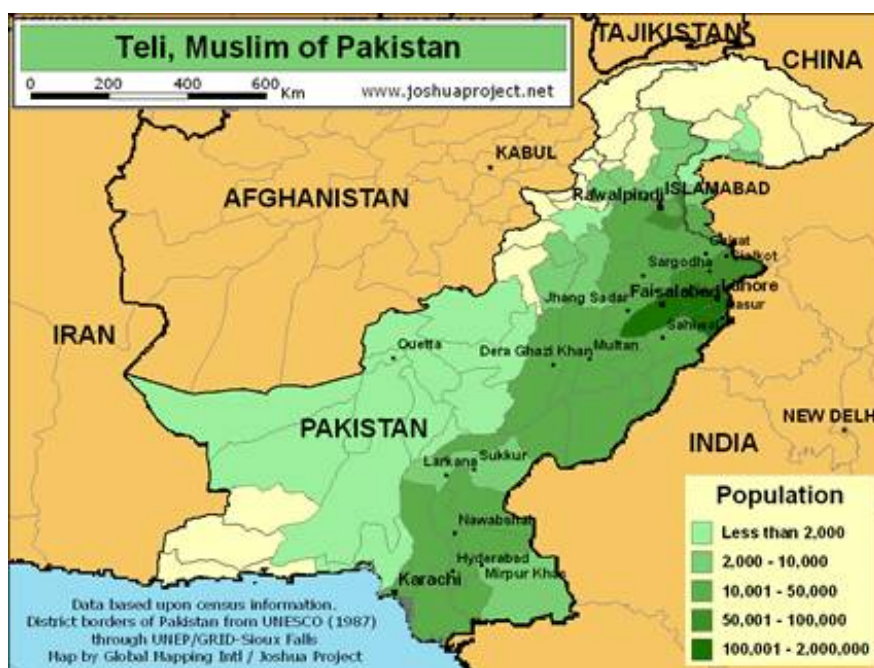 Teli, Muslim of Pakistan
0 200 400 600
Km
www.joshuaproject.net
TAJIKISTAN
CHINA
KABUL
AFGHANISTAN
ISLAMABAD
Rawalpindi
Sialkot
Sargodha
Lahore
Faisalabad
Jhang Sadar
Sahiwal
IRAN
Quetta
Dera Ghazi Khan
Multan
NEW DELH
PAKISTAN
INDIA
Larkana
Sukkur
Nawabshah
Hyderabad
Karachi
Mirpur Khas
Population
Less than 2,000
2,000 - 10,000
10,001 - 50,000
50,001 - 100,000
100,001 - 2,000,000
Data based upon census information.
District borders of Pakistan from UNESCO (1987)
through UNEP/GRID-Sioux Falls
Map by Global Mapping Intl / Joshua Project